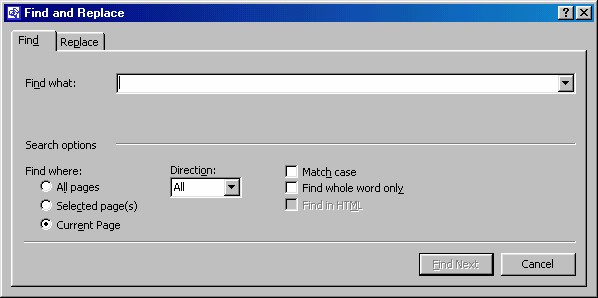 Find and Replace
Find Replace
Find what:
Search options
Find where: Direction: Match case
All pages All Find whole word only
Selected page(s) Find in HTML
Current Page
Find Next Cancel